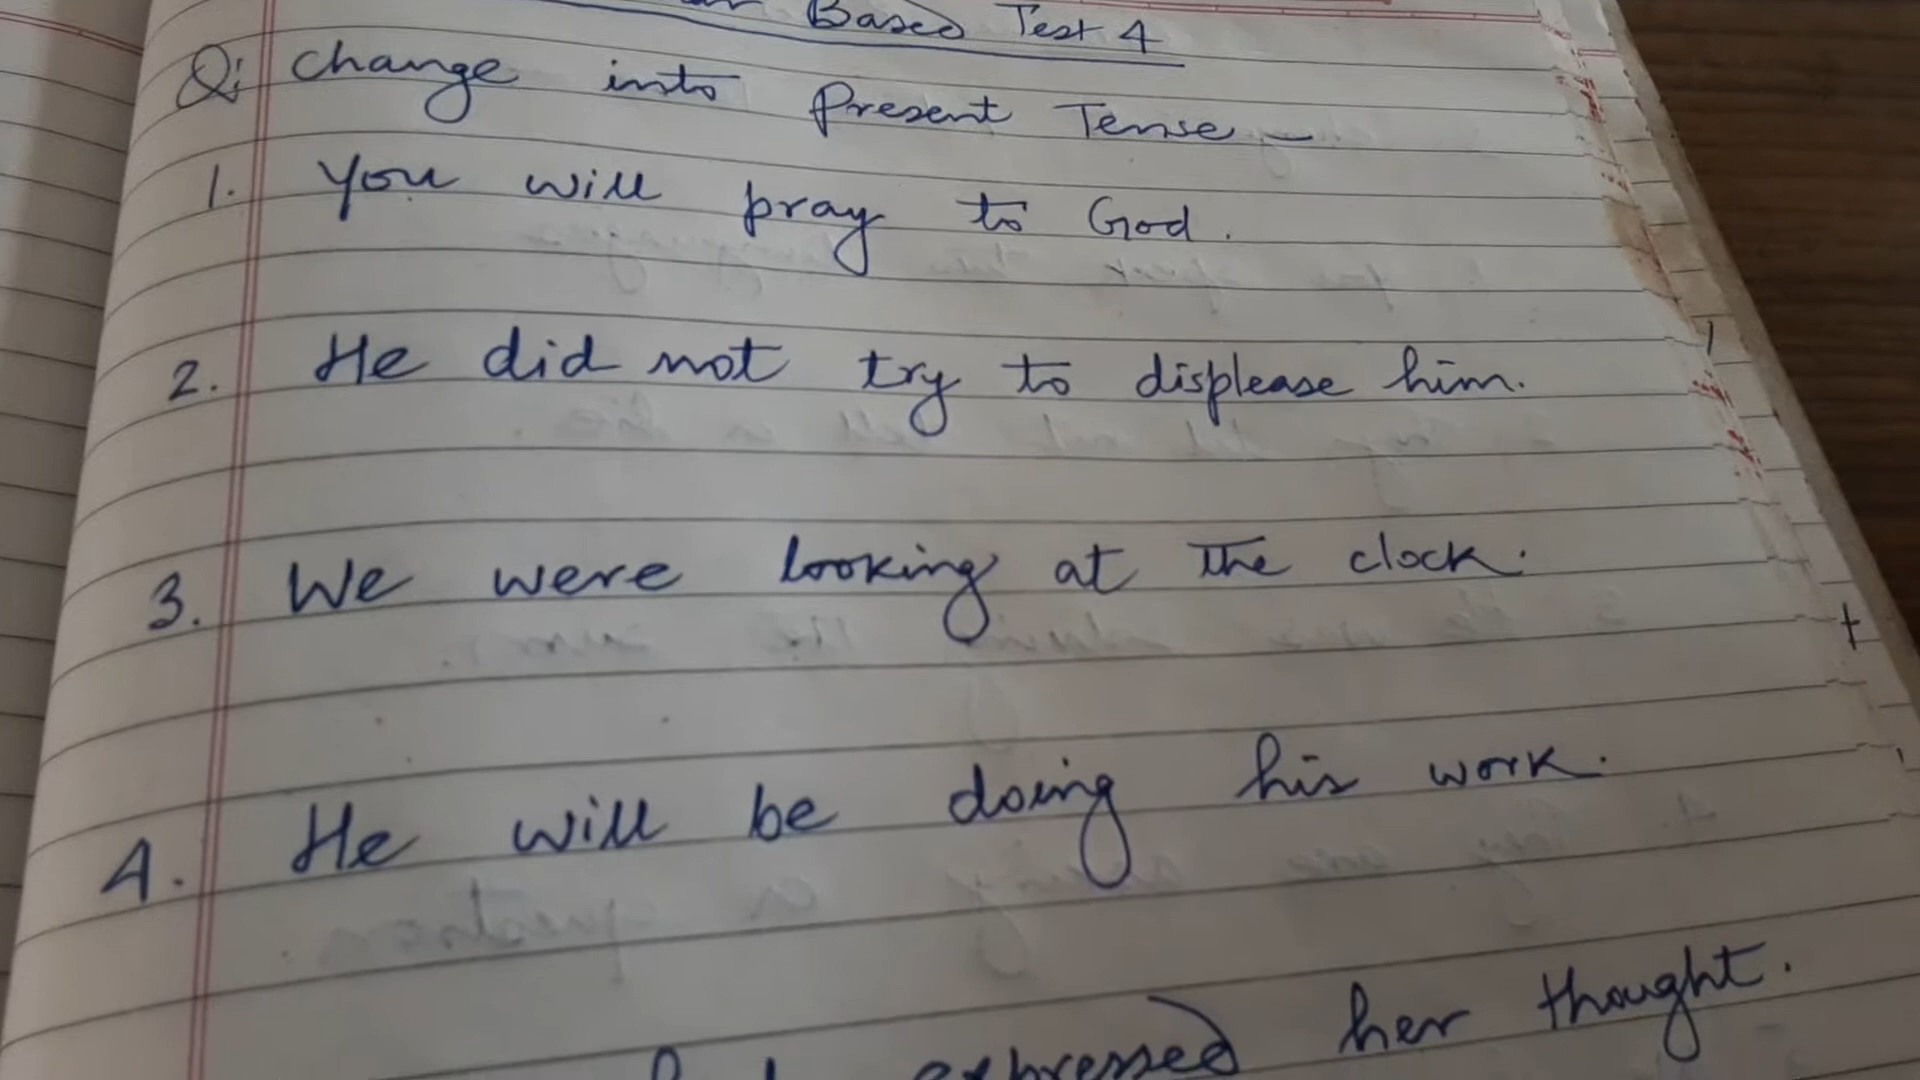 Based Test 4
Q: Change into Present Tense -
1. You will pray to God.
2. He did not try to displease him.
3. We were looking at the clock.
4. He will be doing his work.
expressed her thought.